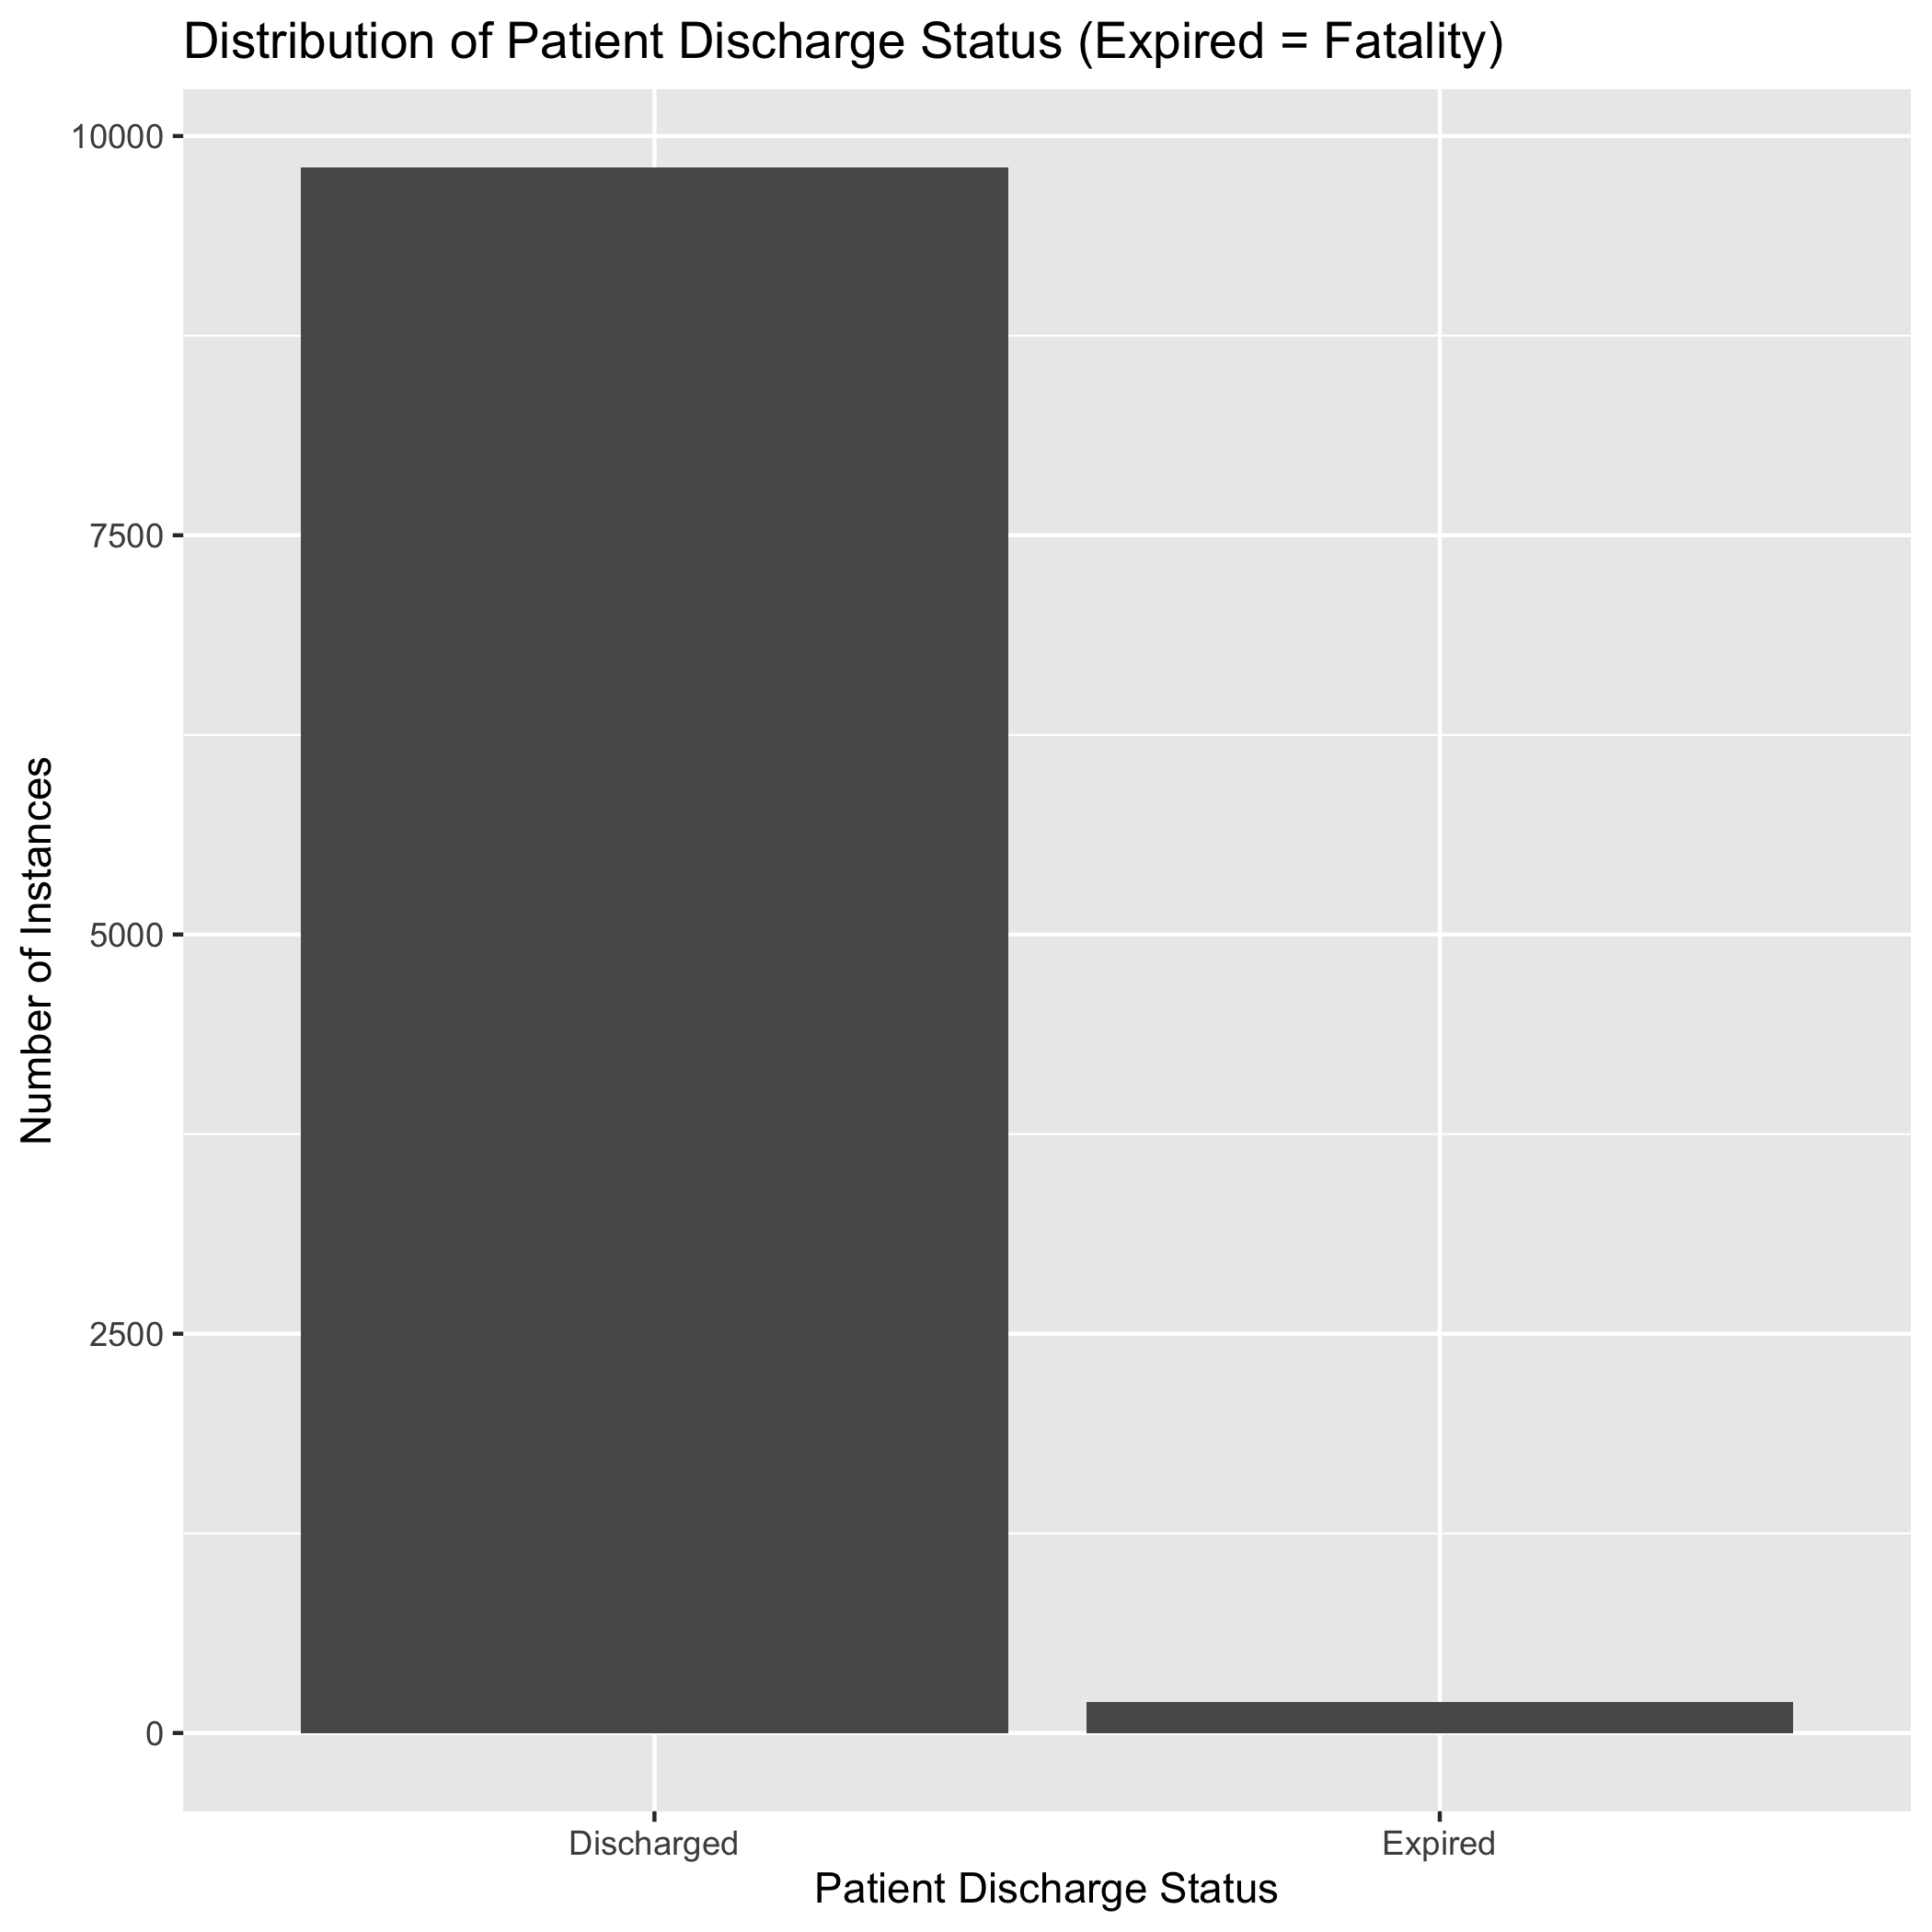 Distribution of Patient Discharge Status (Expired = Fatality)
Number of Instances
10000
7500
5000
2500
0
Discharged
Expired
Patient Discharge Status